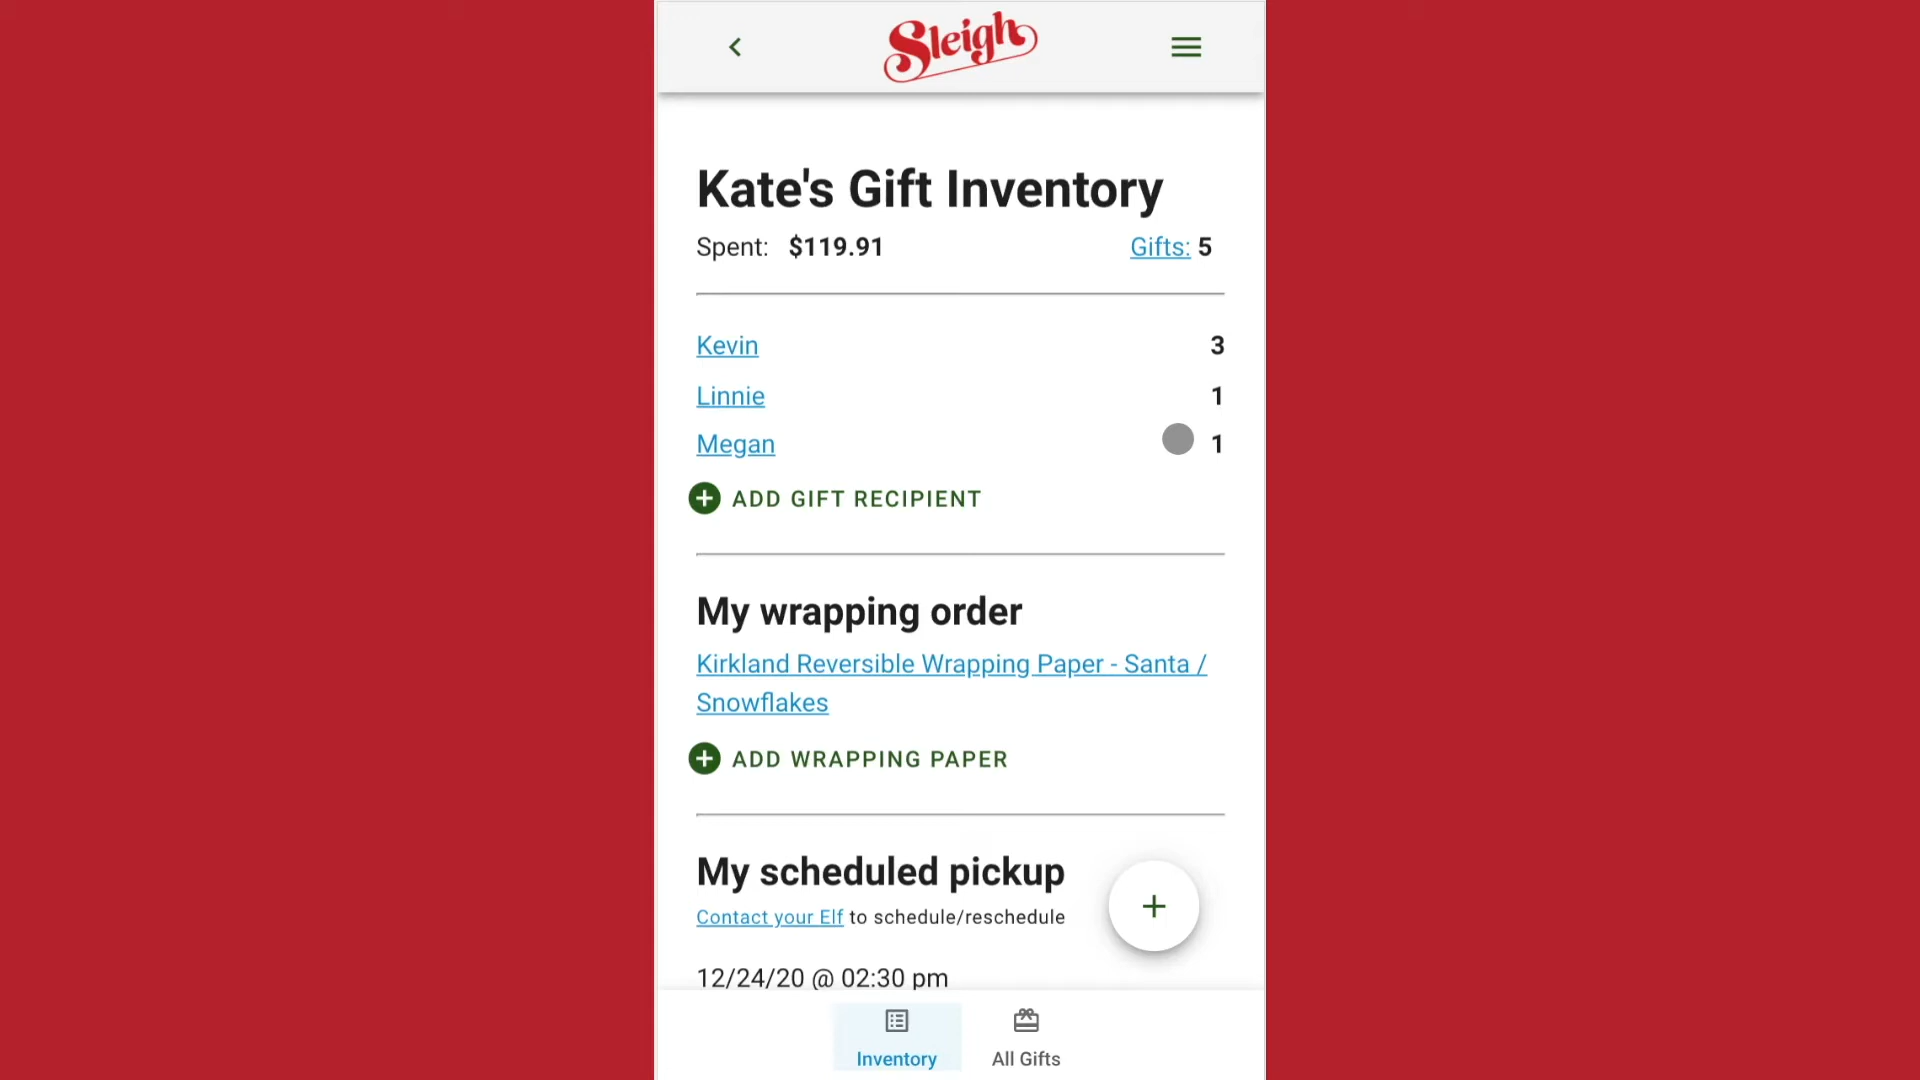 Sleigh
Kate's Gift Inventory
Spent: $119.91 Gifts: 5
Kevin 3
Linnie 1
Megan 1
ADD GIFT RECIPIENT
My wrapping order
Kirkland Reversible Wrapping Paper - Santa /
Snowflakes
ADD WRAPPING PAPER
My scheduled pickup
Contact your Elf to schedule/reschedule
12/24/20 @ 02:30 pm
Inventory All Gifts